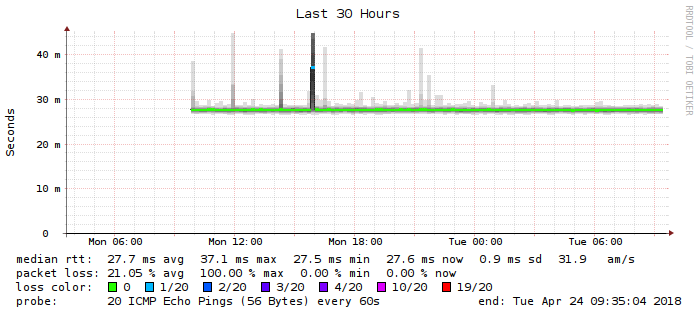 Last 30 Hours
RRDTOOL / TOBI OETIKER
Seconds
40 m
30 m
20 m
10 m
0
Mon 06:00 Mon 12:00 Mon 18:00 Tue 00:00 Tue 06:00
median rtt: 27.7 ms avg 37.1 ms max 27.5 ms min 27.6 ms now 0.9 ms sd 31.9 am/s
packet loss: 21.05 % avg 100.00 % max 0.00 % min 0.00 % now
loss color: 0 1/20 2/20 3/20 4/20 10/20 19/20
probe: 20 ICMP Echo Pings (56 Bytes) every 60s end: Tue Apr 24 09:35:04 2018